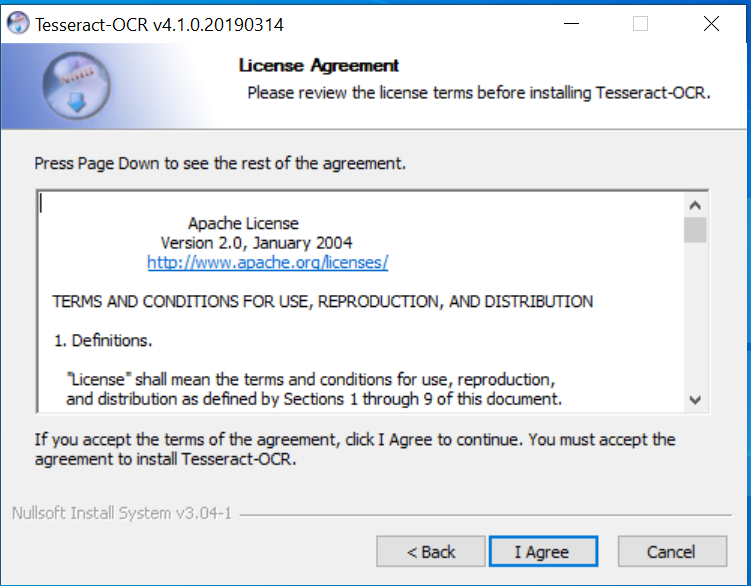 Tesseract-OCR v4.1.0.20190314
License Agreement
Please review the license terms before installing Tesseract-OCR.
Press Page Down to see the rest of the agreement.
Apache License
Version 2.0, January 2004
http://www.apache.org/licenses/
TERMS AND CONDITIONS FOR USE, REPRODUCTION, AND DISTRIBUTION
1. Definitions.
"License" shall mean the terms and conditions for use, reproduction,
and distribution as defined by Sections 1 through 9 of this document.
If you accept the terms of the agreement, click I Agree to continue. You must accept the
agreement to install Tesseract-OCR.
Nullsoft Install System v3.04-1
< Back
I Agree
Cancel